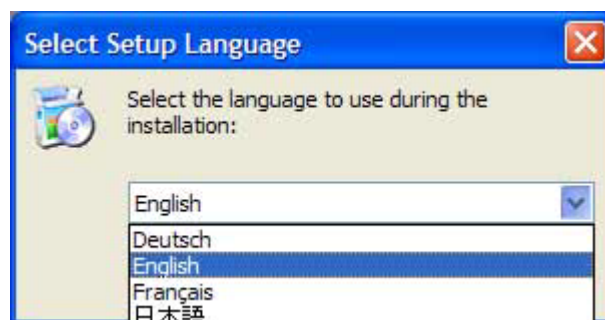 Select Setup Language
Select the language to use during the
installation:
English
Deutsch
English
Français
日本語